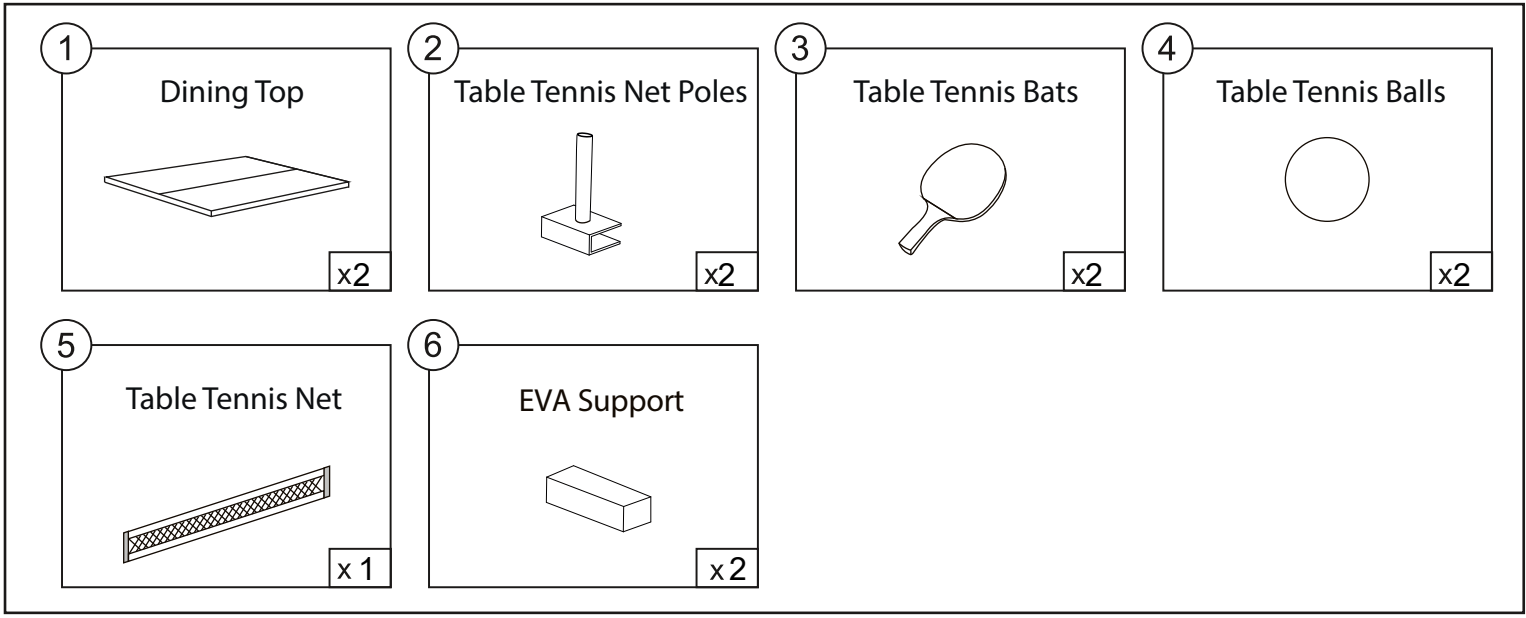 1
Dining Top
x2
2
Table Tennis Net Poles
x2
3
Table Tennis Bats
x2
4
Table Tennis Balls
x2
5
Table Tennis Net
x 1
6
EVA Support
x 2